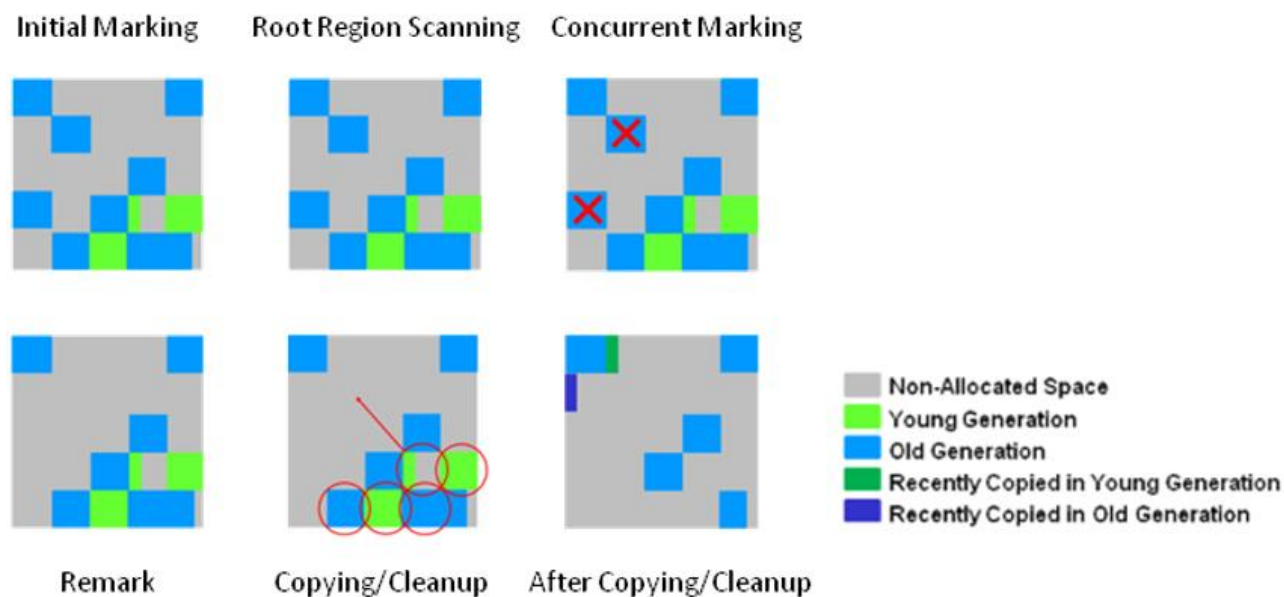 Initial Marking
Root Region Scanning
Concurrent Marking
Non-Allocated Space
Young Generation
Old Generation
Recently Copied in Young Generation
Recently Copied in Old Generation
Remark
Copying/Cleanup
After Copying/Cleanup